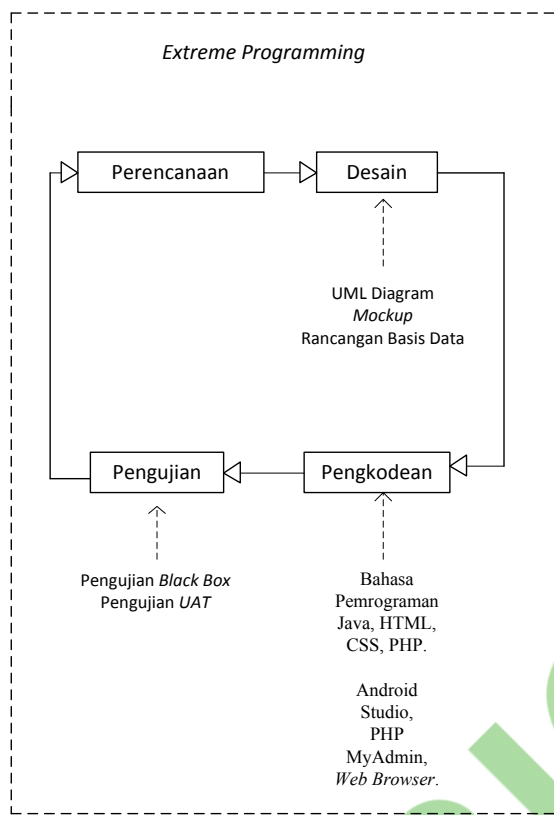 Extreme Programming
Perencanaan
Desain
UML Diagram
Mockup
Rancangan Basis Data
Pengujian
Pengkodean
Pengujian Black Box
Pengujian UAT
Bahasa
Pemrograman
Java, HTML,
CSS, PHP.
Android
Studio,
PHP
MyAdmin,
Web Browser.